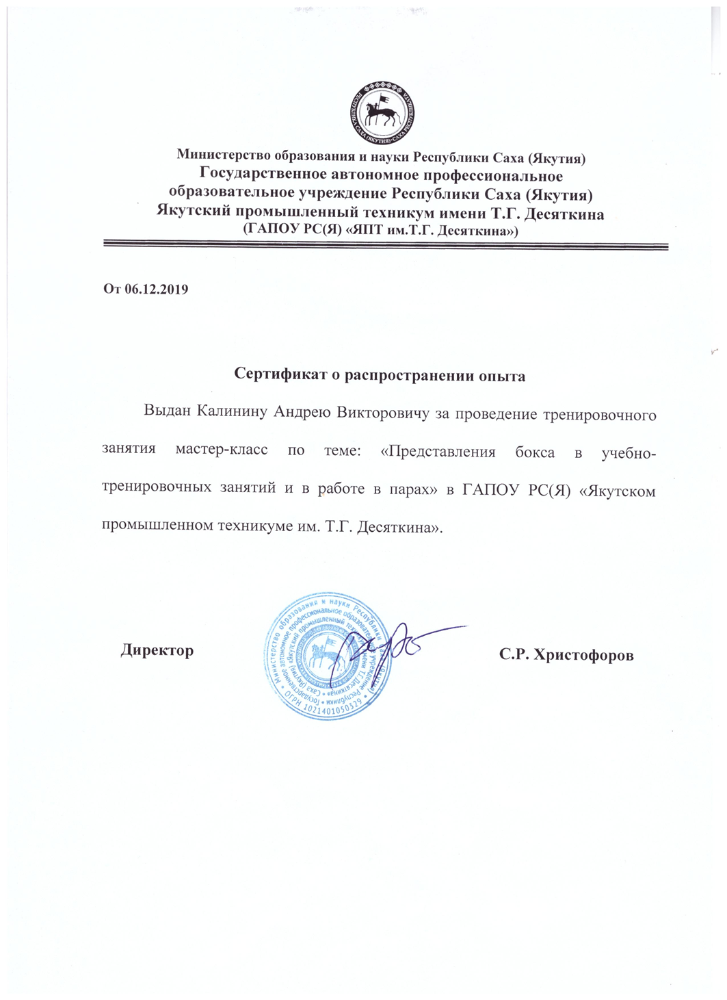 РЕСПУБЛИКА САХА (ЯКУТИЯ)•САХА РЕСПУБЛИКАТА
Министерство образования и науки Республики Саха (Якутия)
Государственное автономное профессиональное
образовательное учреждение Республики Саха (Якутия)
Якутский промышленный техникум имени Т.Г. Десяткина
(ГАПОУ РС(Я) «ЯПТ им.Т.Г. Десяткина»)
От 06.12.2019
Сертификат о распространении опыта
Выдан Калинину Андрею Викторовичу за проведение тренировочного
занятия мастер-класс по теме: «Представления бокса в учебно-
тренировочных занятий и в работе в парах» в ГАПОУ РС(Я) «Якутском
промышленном техникуме им. Т.Г. Десяткина».
Директор
С.Р. Христофоров
Министерство образования и науки Республики Саха (Якутия) * ОГРН 1021401050329 *
Государственное автономное профессиональное образовательное учреждение Республики *
Саха (Якутия) «Якутский промышленный техникум имени Т.Г. Десяткина» *